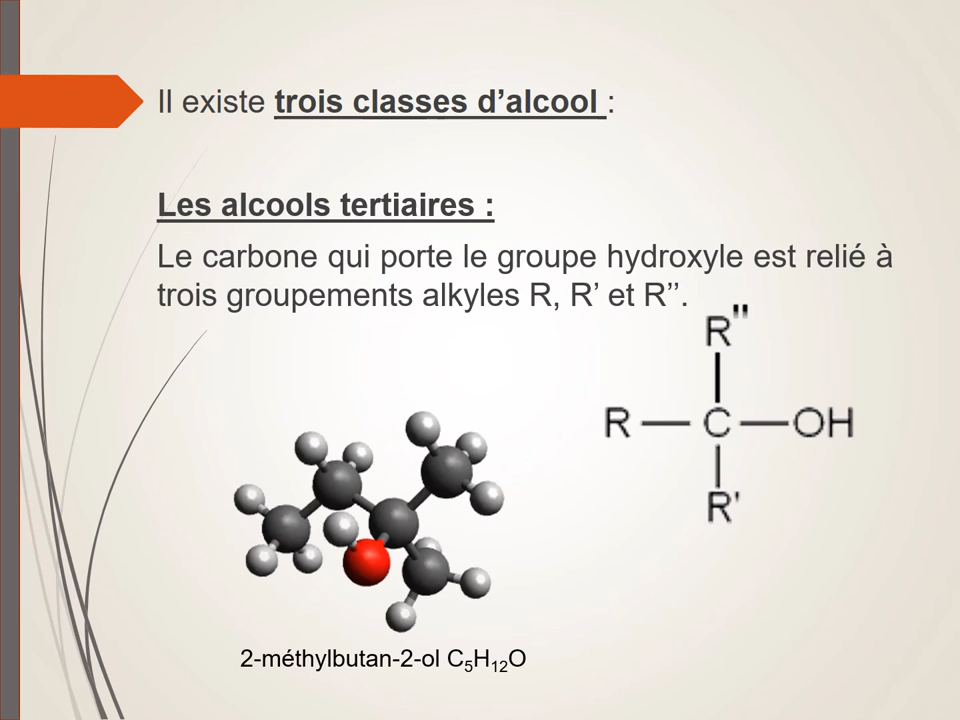 Il existe trois classes d’alcool :
Les alcools tertiaires :
Le carbone qui porte le groupe hydroxyle est relié à
trois groupements alkyles R, R’ et R’’.
R"
R — C — OH
R'
2-méthylbutan-2-ol C₅H₁₂O